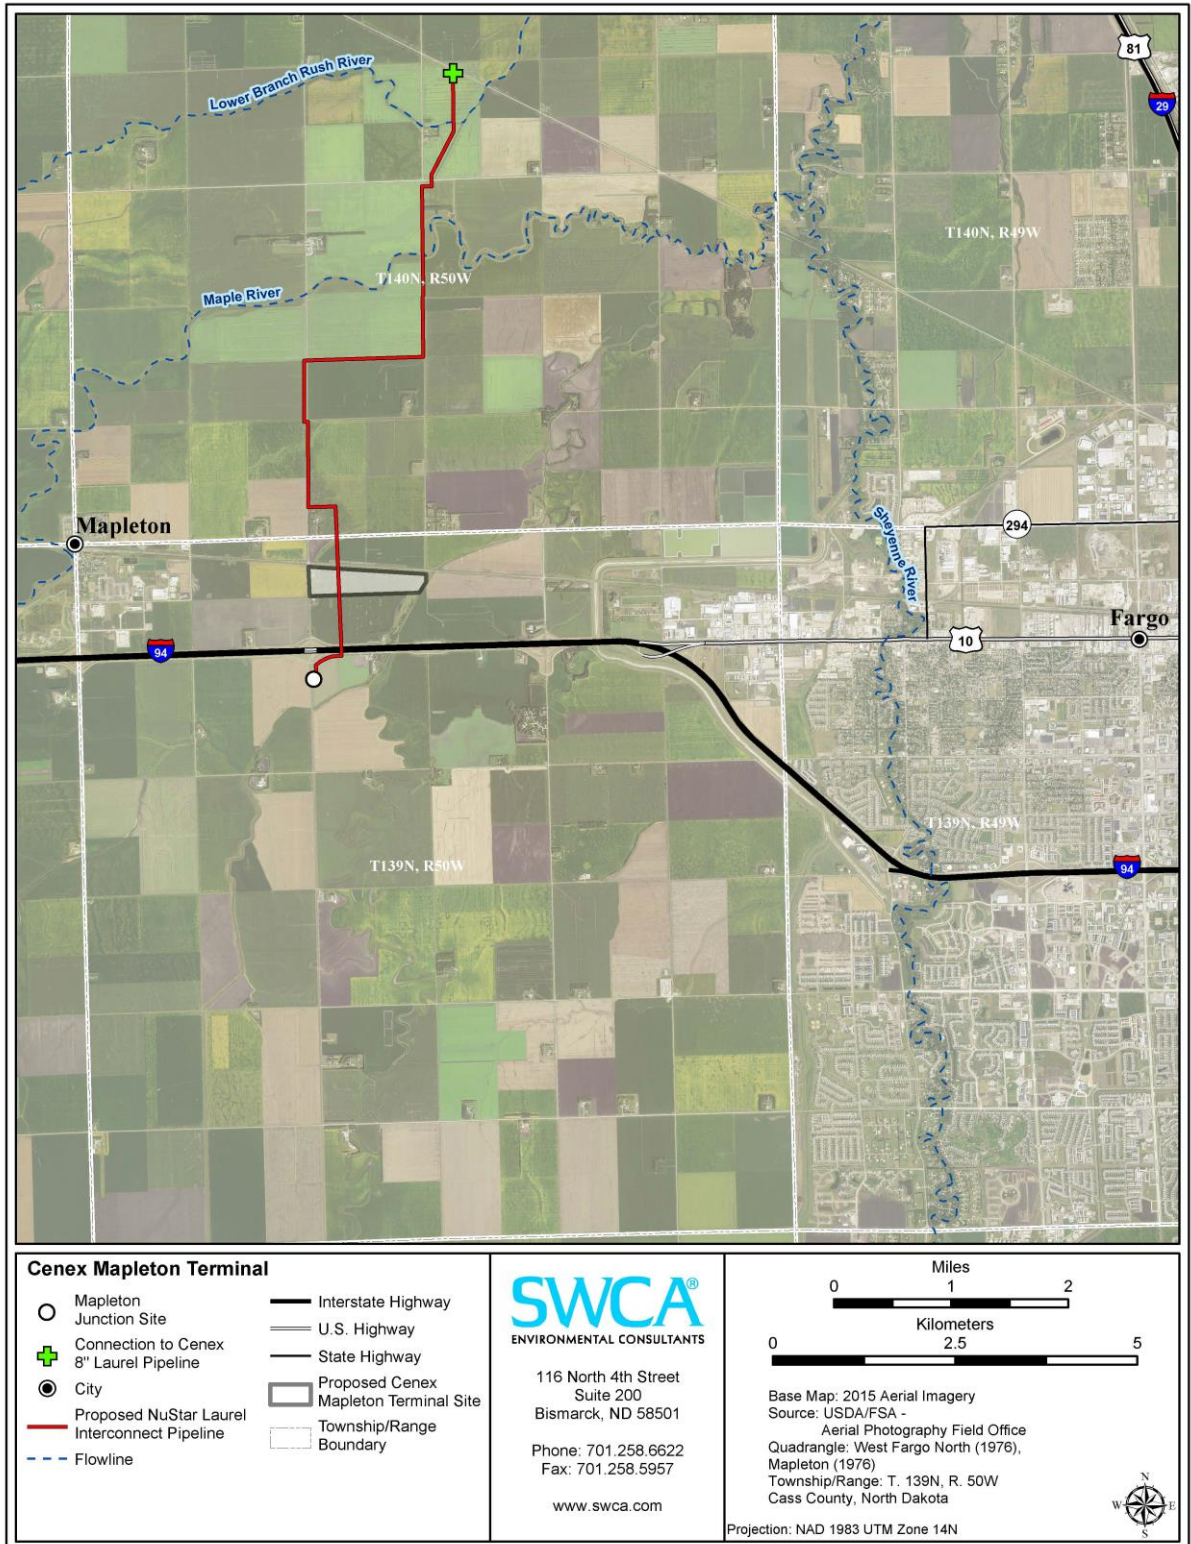 81
29
Lower Branch Rush River
T140N, R49W
T140N, R50W
Maple River
Mapleton
Sheyenne River
294
Fargo
10
94
T139N, R49W
T139N, R50W
94
Cenex Mapleton Terminal
Mapleton
Junction Site
Connection to Cenex
8" Laurel Pipeline
City
Proposed NuStar Laurel
Interconnect Pipeline
Flowline
Interstate Highway
U.S. Highway
State Highway
Proposed Cenex
Mapleton Terminal Site
Township/Range
Boundary
SWCA®
ENVIRONMENTAL CONSULTANTS
116 North 4th Street
Suite 200
Bismarck, ND 58501
Phone: 701.258.6622
Fax: 701.258.5957
www.swca.com
Miles
0 1 2
Kilometers
0 2.5 5
Base Map: 2015 Aerial Imagery
Source: USDA/FSA -
Aerial Photography Field Office
Quadrangle: West Fargo North (1976),
Mapleton (1976)
Township/Range: T. 139N, R. 50W
Cass County, North Dakota
Projection: NAD 1983 UTM Zone 14N
N
W E
S